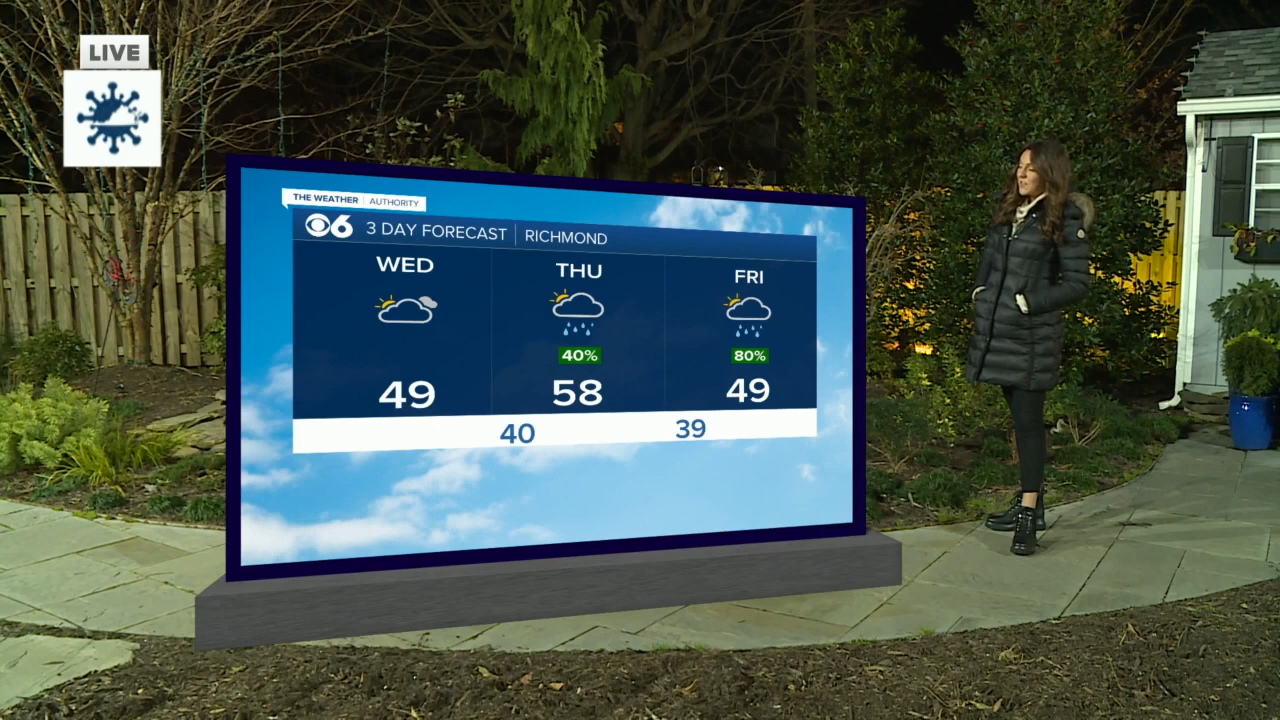 LIVE
THE WEATHER | AUTHORITY
6 3 DAY FORECAST | RICHMOND
WED THU FRI
40% 80%
49 58 49
40 39